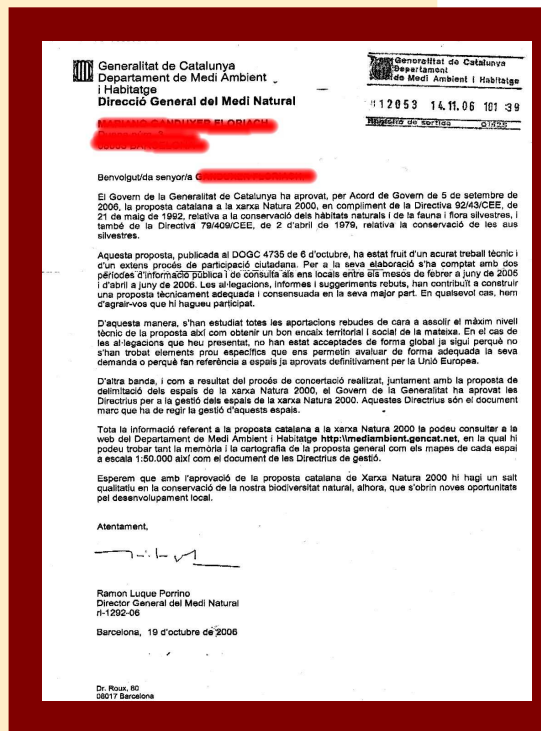 Generalitat de Catalunya
Departament de Medi Ambient
i Habitatge
Direcció General del Medi Natural
Generalitat de Catalunya
Departament
de Medi Ambient i Habitatge
12053 14.11.06
Registre de sortida
Benvolgut/da senyor/a
El Govern de la Generalitat de Catalunya ha aprovat, per Acord de Govern de 5 de setembre de
2006, la proposta catalana a la xarxa Natura 2000, en compliment de la Directiva 92/43/CEE, de
21 de maig de 1992, relativa a la conservació dels hàbitats naturals i de la fauna i flora silvestres, i
també de la Directiva 79/409/CEE, de 2 d'abril de 1979, relativa la conservació de les aus
silvestres.
Aquesta proposta, publicada al DOGC 4735 de 6 d'octubre, ha estat fruit d'un acurat treball tècnic i
d'un extens procés de participació ciutadana. Per a la seva elaboració s'ha comptat amb dos
períodes d'informació pública i de consulta als ens locals entre els mesos de febrer a juny de 2005
i d'abril a juny de 2006. Les al·legacions, informes i suggeriments rebuts, han contribuït a construir
una proposta tècnicament adequada i consensuada en la seva major part. En qualsevol cas, hem
d'agrair-vos que hi hagueu participat.
D'aquesta manera, s'han estudiat totes les aportacions rebudes de cara a assolir el màxim nivell
tècnic de la proposta així com obtenir un bon encaix territorial i social de la mateixa. En el cas de
les al·legacions que heu presentat, no han estat acceptades de forma global ja sigui perquè no
s'han trobat elements prou específics que ens permetin avaluar de forma adequada la seva
demanda o perquè fan referència a espais ja aprovats definitivament per la Unió Europea.
D'altra banda, i com a resultat del procés de concertació realitzat, juntament amb la proposta de
delimitació dels espais de la xarxa Natura 2000, el Govern de la Generalitat ha aprovat les
Directrius per a la gestió dels espais de la xarxa Natura 2000. Aquestes Directrius són el document
marc que ha de regir la gestió d'aquests espais.
Tota la informació referent a la proposta catalana a la xarxa Natura 2000 la podeu consultar a la
web del Departament de Medi Ambient i Habitatge http:\\mediambient.gencat.net, en la qual hi
podeu trobar tant la memòria i la cartografia de la proposta general com els mapes de cada espai
a escala 1:50.000 així com el document de les Directrius de gestió.
Esperem que amb l'aprovació de la proposta catalana de Xarxa Natura 2000 hi hagi un salt
qualitatiu en la conservació de la nostra biodiversitat natural, alhora, que s'obrin noves oportunitats
pel desenvolupament local.
Atentament,
Ramon Luque Porrino
Director General del Medi Natural
rl-1292-06
Barcelona, 19 d'octubre de 2006
Dr. Roux, 80
08017 Barcelona